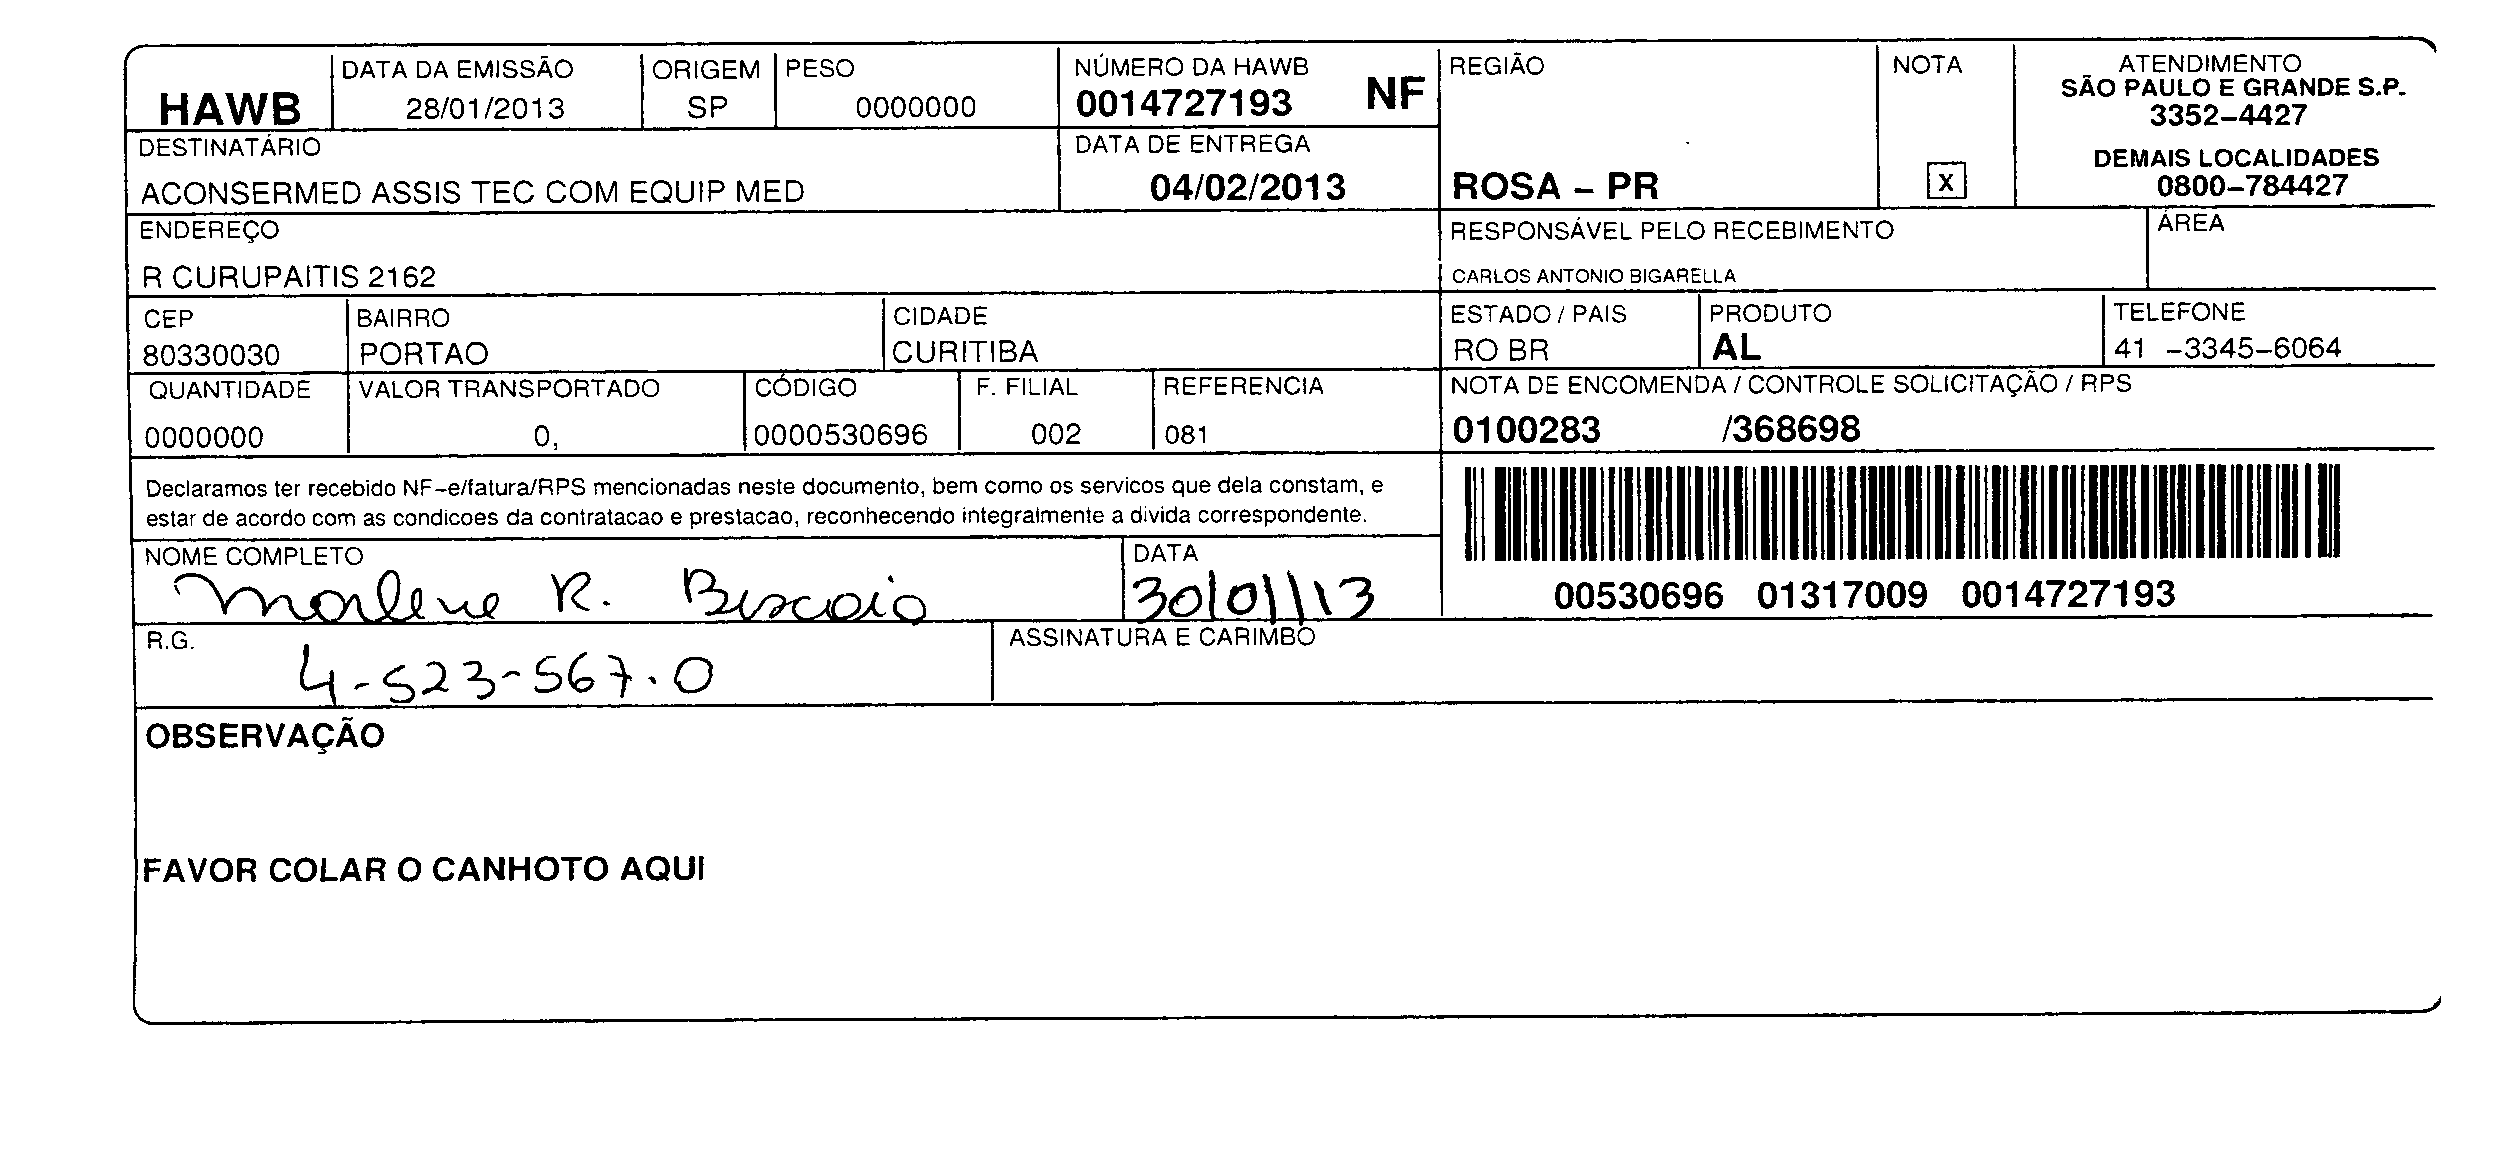 HAWB
DATA DA EMISSÃO
28/01/2013
ORIGEM
SP
PESO
0000000
NÚMERO DA HAWB
0014727193 NF
REGIÃO
ROSA – PR
NOTA
X
ATENDIMENTO
SÃO PAULO E GRANDE S.P.
3352–4427
DEMAIS LOCALIDADES
0800–784427
DESTINATÁRIO
ACONSERMED ASSIS TEC COM EQUIP MED
DATA DE ENTREGA
04/02/2013
ENDEREÇO
R CURUPAITIS 2162
RESPONSÁVEL PELO RECEBIMENTO
CARLOS ANTONIO BIGARELLA
ÁREA
CEP
80330030
BAIRRO
PORTAO
CIDADE
CURITIBA
ESTADO / PAIS
RO BR
PRODUTO
AL
TELEFONE
41 –3345–6064
QUANTIDADE
0000000
VALOR TRANSPORTADO
0,
CÓDIGO
0000530696
F. FILIAL
002
REFERENCIA
081
NOTA DE ENCOMENDA / CONTROLE SOLICITAÇÃO / RPS
0100283 /368698
Declaramos ter recebido NF–e/fatura/RPS mencionadas neste documento, bem como os servicos que dela constam, e
estar de acordo com as condicoes da contratacao e prestacao, reconhecendo integralmente a divida correspondente.
00530696 01317009 0014727193
NOME COMPLETO
Marlene R. Biscaia
DATA
30/01/13
R.G.
4-523-567.0
ASSINATURA E CARIMBO
OBSERVAÇÃO
FAVOR COLAR O CANHOTO AQUI